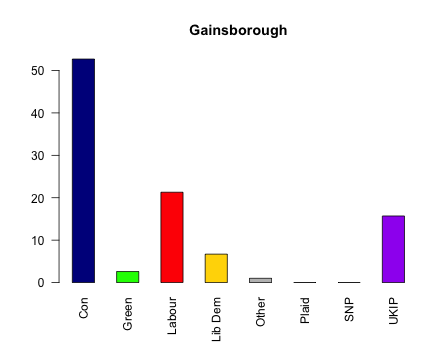 Gainsborough
50
40
30
20
10
0
Con
Green
Labour
Lib Dem
Other
Plaid
SNP
UKIP